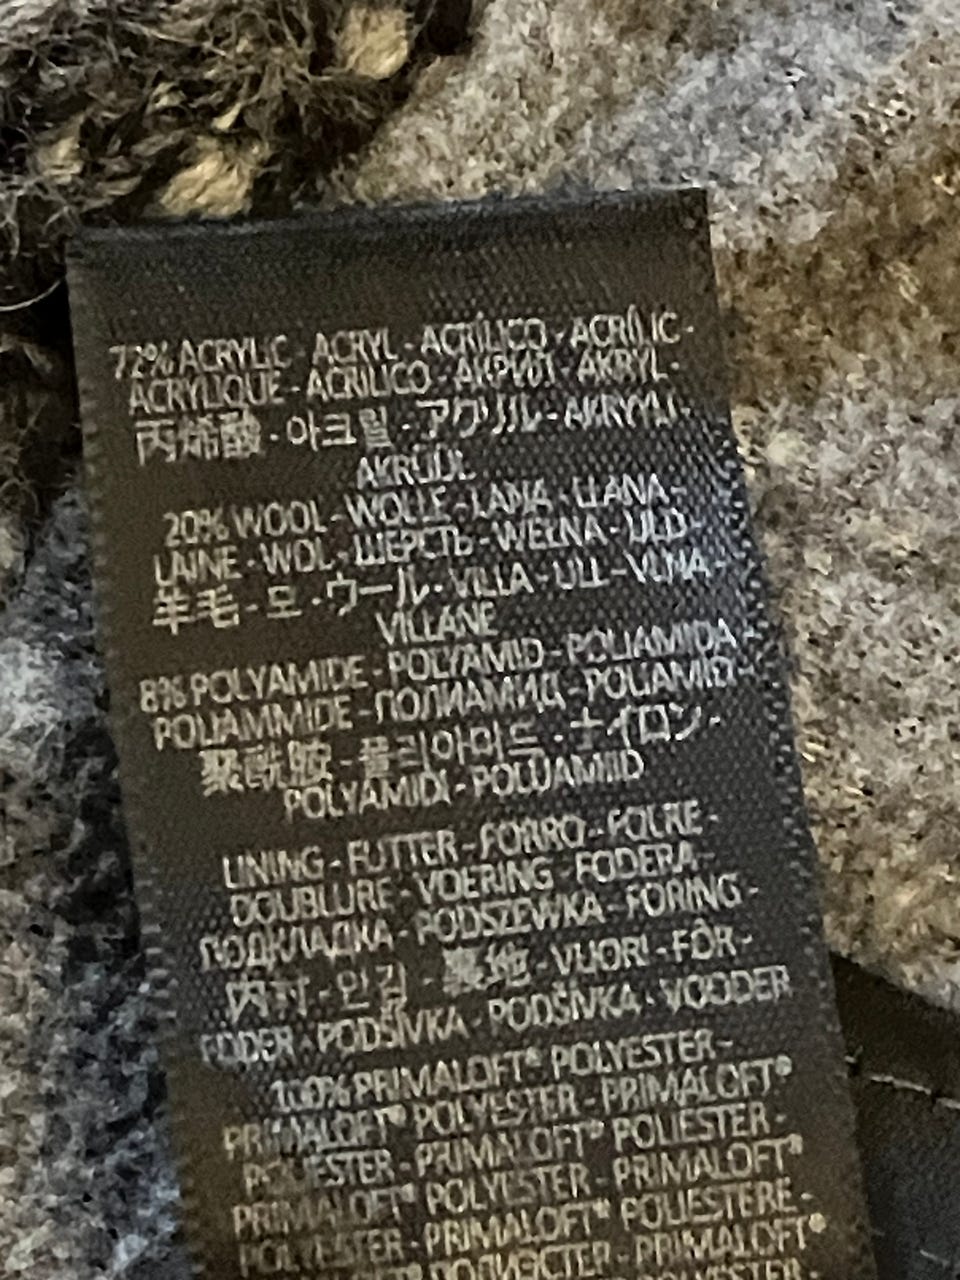 72% ACRYLIC - ACRYL - ACRÍLICO - ACRÍLIC -
ACRYLIQUE - ACRILICO - АКРИЛ - AKRYL -
丙烯酸 - 아크릴 - アクリル - AKRYYLI -
AKRÜÜL
20% WOOL - WOLLE - LANA - LLANA -
LAINE - WOL - ШЕРСТЬ - WEŁNA - ULD -
羊毛 - 모 - ウール - VILLA - ULL - VLNA -
VILLANE
8% POLYAMIDE - POLYAMID - POLIAMIDA -
POLIAMMIDE - ПОЛИАМИД - POLIAMID -
聚酰胺 - 폴리아미드 - ナイロン -
POLYAMIDI - POLÜAMIID
LINING - FUTTER - FORRO - FOLRE -
DOUBLURE - VOERING - FODERA -
ПОДКЛАДКА - PODSZEWKA - FORING -
内衬 - 안감 - 裏地 - VUORI - FÔR -
FODER - PODŠÍVKA - PODŠÍVKA - VOODER
100% PRIMALOFT® POLYESTER -
PRIMALOFT® POLYESTER - PRIMALOFT®
POLIÉSTER - PRIMALOFT® POLIÈSTER -
PRIMALOFT® POLYESTER - PRIMALOFT®
POLYESTER - PRIMALOFT® POLIESTERE -
PRIMALOFT® ПОЛИЭСТЕР - PRIMALOFT®
POLYESTER